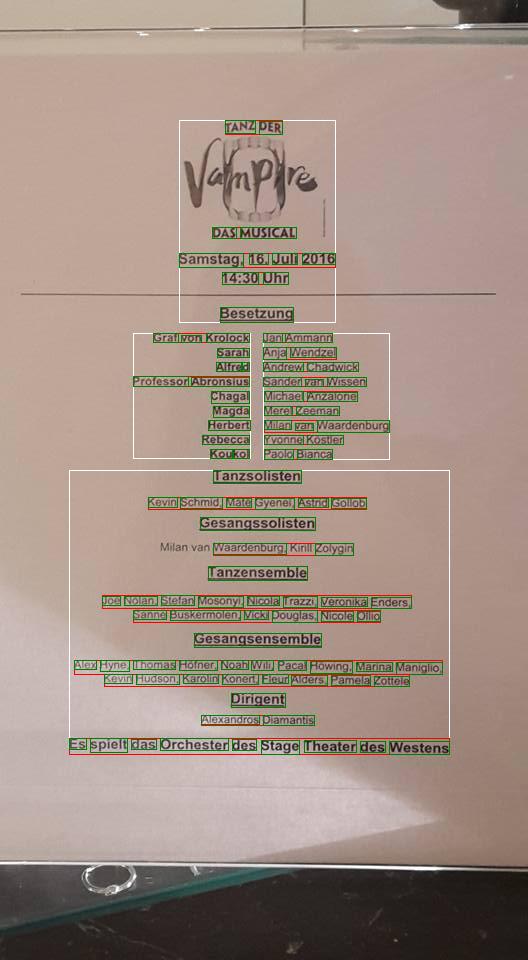 TANZ DER
Vampire
DAS MUSICAL
Samstag, 16. Juli 2016
14:30 Uhr
Besetzung
Graf von Krolock Jan Ammann
Sarah Anja Wendzel
Alfred Andrew Chadwick
Professor Abronsius Sander van Wissen
Chagal Michael Anzalone
Magda Merel Zeeman
Herbert Milan van Waardenburg
Rebecca Yvonne Köstler
Koukol Paolo Bianca
Tanzsolisten
Kevin Schmid, Máté Gyenei, Astrid Gollob
Gesangssolisten
Milan van Waardenburg, Kirill Zolygin
Tanzensemble
Joe Nolan, Stefan Mosonyi, Nicola Trazzi, Veronika Enders,
Sanne Buskermolen, Vicki Douglas, Nicole Ollio
Gesangsensemble
Alex Hyne, Thomas Höfner, Noah Wili, Pacal Höwing, Marina Maniglio,
Kevin Hudson, Karolin Konert, Fleur Alders, Pamela Zottele
Dirigent
Alexandros Diamantis
Es spielt das Orchester des Stage Theater des Westens